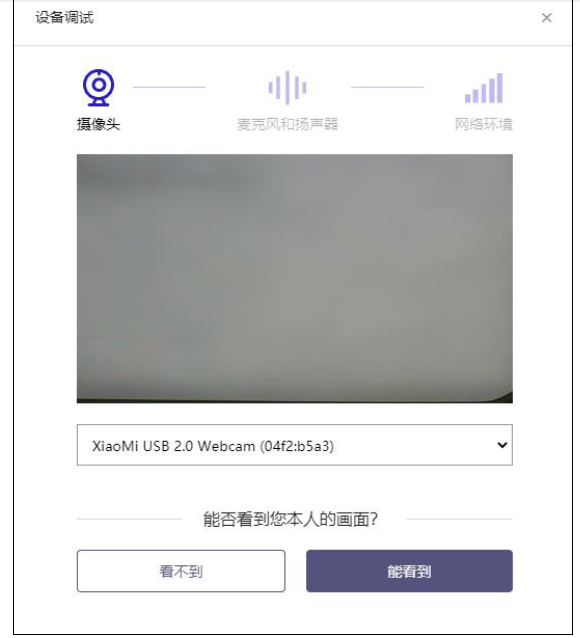 设备调试
摄像头
麦克风和扬声器
网络环境
XiaoMi USB 2.0 Webcam (04f2:b5a3)
能否看到您本人的画面?
看不到
能看到